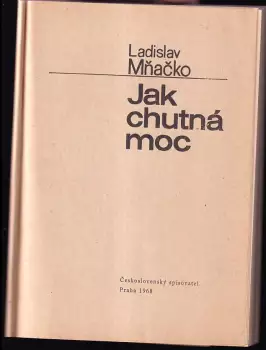 Ladislav
Mňačko
Jak
chutná
moc
Československý spisovatel
Praha 1968